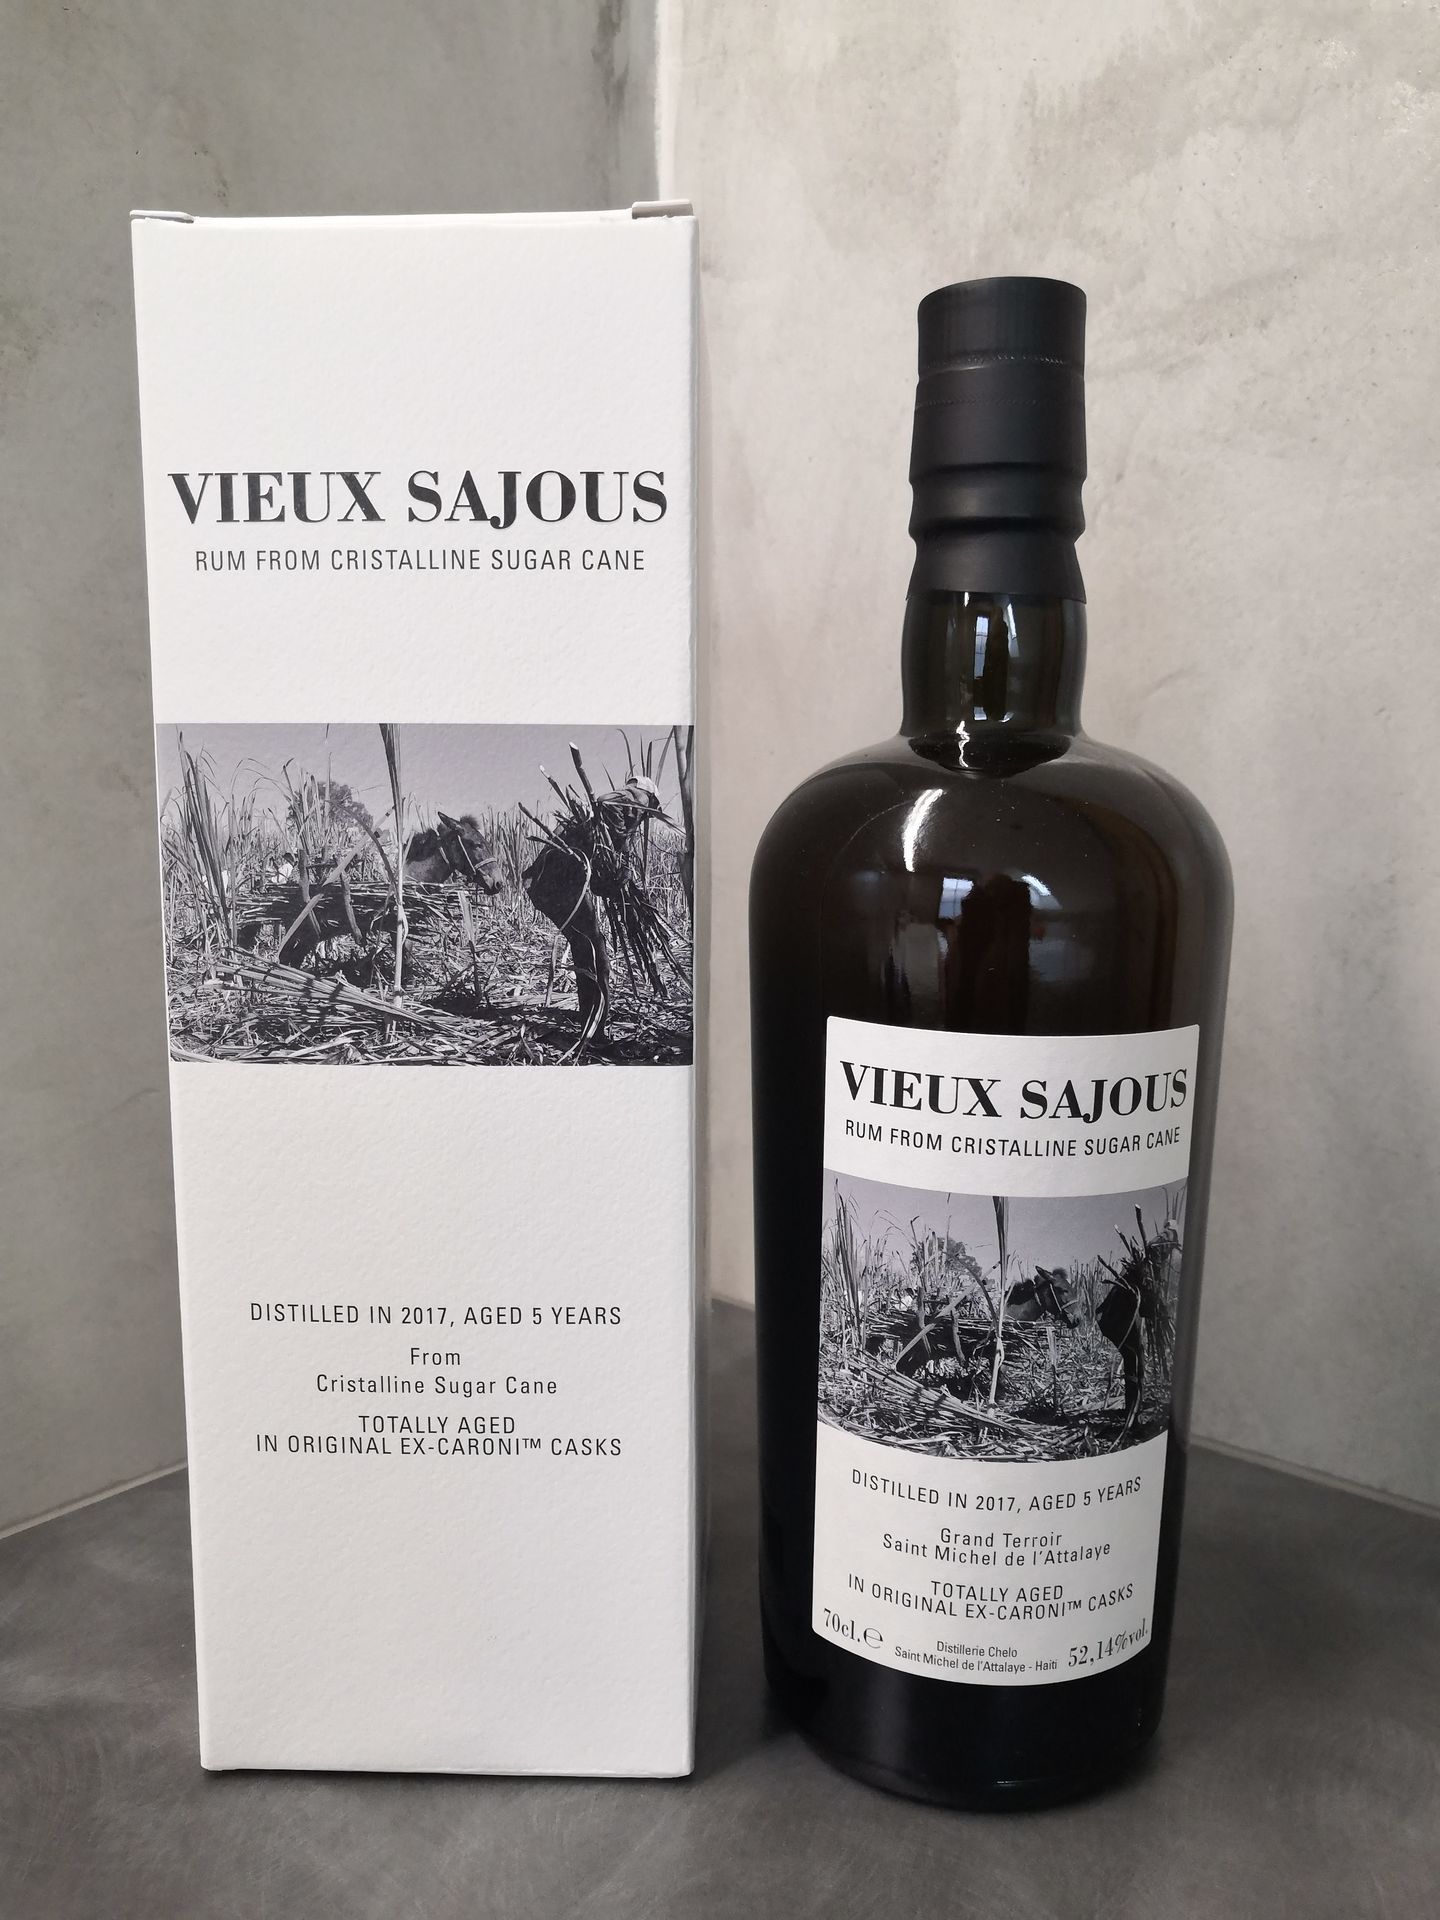 VIEUX SAJOUS
RUM FROM CRISTALLINE SUGAR CANE
DISTILLED IN 2017, AGED 5 YEARS
From
Cristalline Sugar Cane
TOTALLY AGED
IN ORIGINAL EX-CARONI™ CASKS
VIEUX SAJOUS
RUM FROM CRISTALLINE SUGAR CANE
DISTILLED IN 2017, AGED 5 YEARS
Grand Terroir
Saint Michel de l'Attalaye
TOTALLY AGED
IN ORIGINAL EX-CARONI™ CASKS
70cl.℮
Distillerie Chelo
Saint Michel de l'Attalaye - Haiti
52,14%vol.